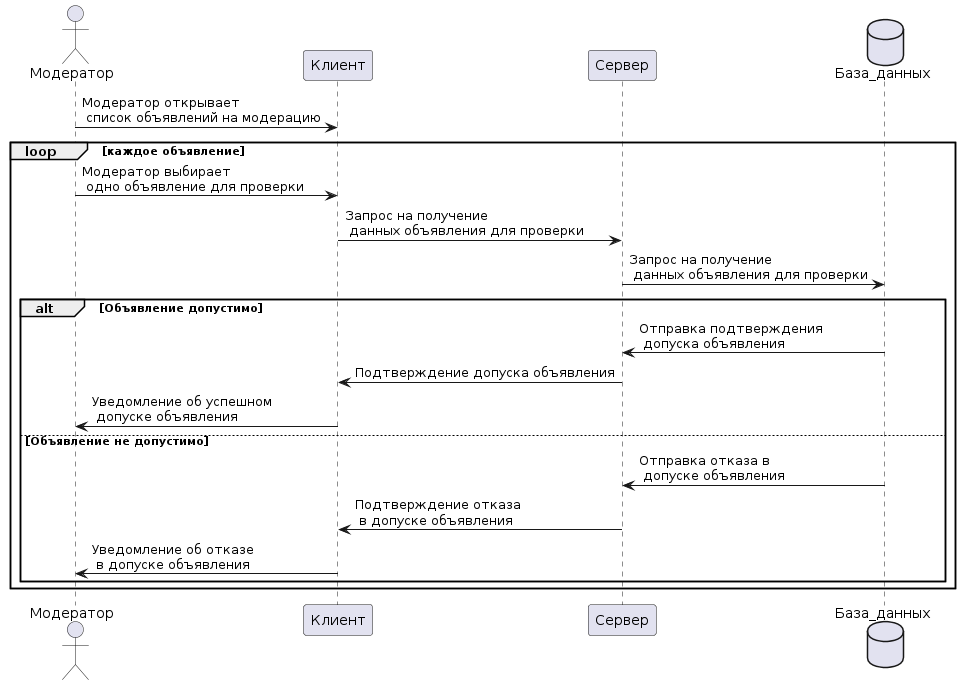 Модератор
Клиент
Сервер
База_данных
Модератор открывает
список объявлений на модерацию
loop
[каждое объявление]
Модератор выбирает
одно объявление для проверки
Запрос на получение
данных объявления для проверки
Запрос на получение
данных объявления для проверки
alt
[Объявление допустимо]
Отправка подтверждения
допуска объявления
Подтверждение допуска объявления
Уведомление об успешном
допуске объявления
[Объявление не допустимо]
Отправка отказа в
допуске объявления
Подтверждение отказа
в допуске объявления
Уведомление об отказе
в допуске объявления
Модератор
Клиент
Сервер
База_данных